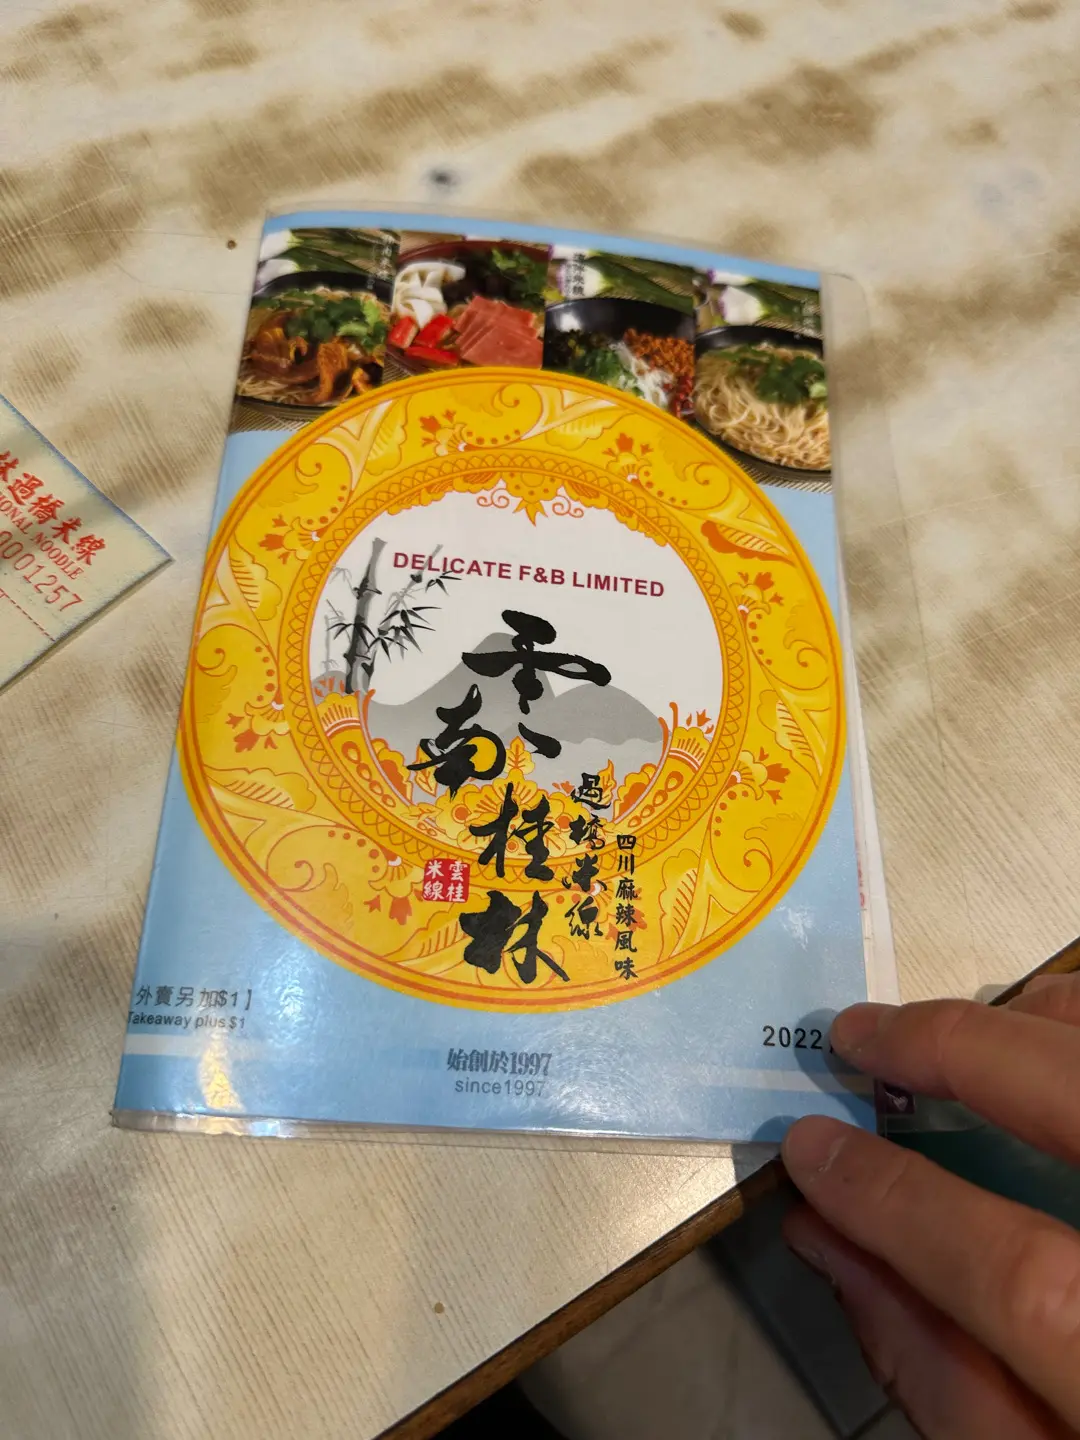 DELICATE F&B LIMITED
雲南桂林
過橋米線
四川麻辣風味
雲桂
米線
外賣另加$1】
Takeaway plus $1
始創於1997
since1997
2022
過橋米線
ONAL NOODLE
0001257